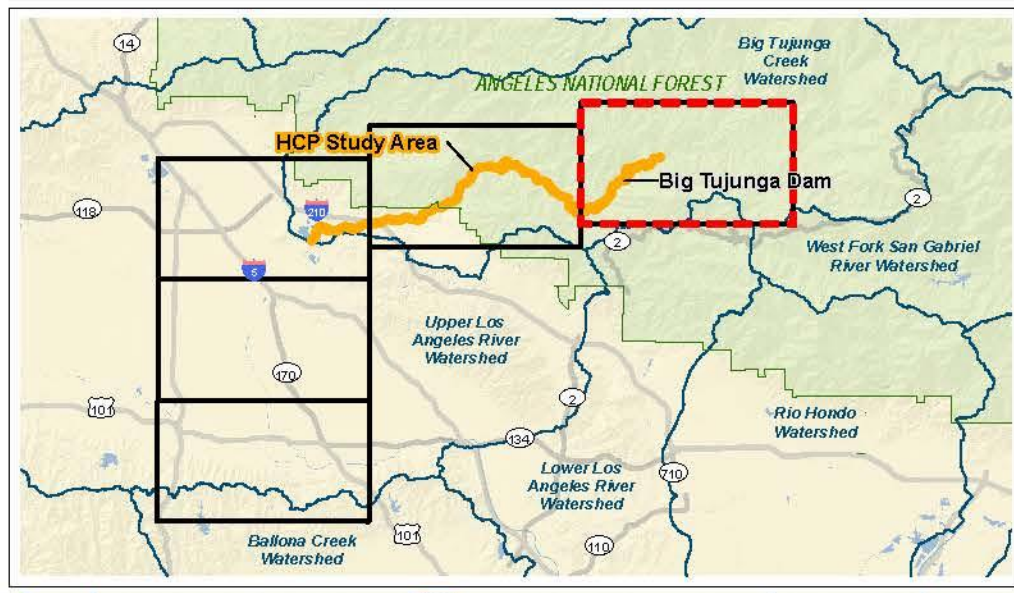 14
Big Tujunga
Creek
Watershed
ANGELES NATIONAL FOREST
HCP Study Area
Big Tujunga Dam
118
210
2
2
West Fork San Gabriel
River Watershed
5
Upper Los
Angeles River
Watershed
170
101
2
Rio Hondo
Watershed
134
Lower Los
Angeles River
Watershed
710
Ballona Creek
Watershed
101
110